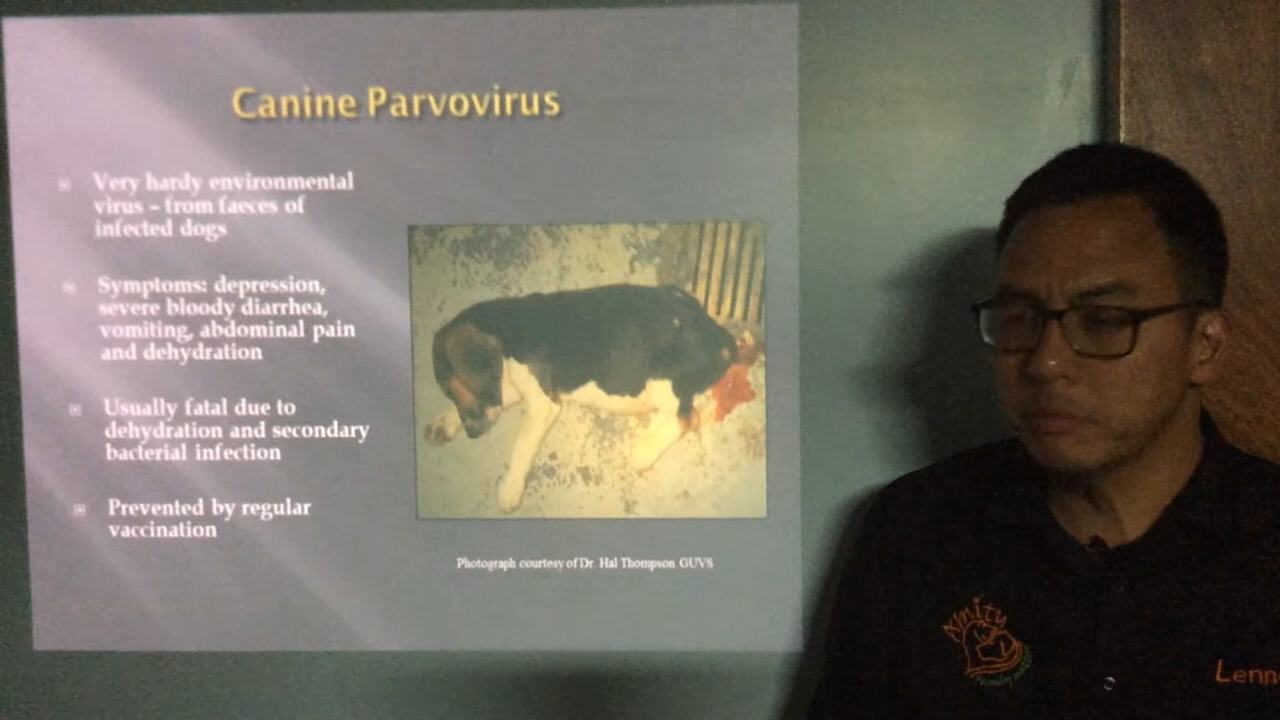 Canine Parvovirus
Very hardy environmental
virus – from faeces of
infected dogs
Symptoms: depression,
severe bloody diarrhea,
vomiting, abdominal pain
and dehydration
Usually fatal due to
dehydration and secondary
bacterial infection
Prevented by regular
vaccination
Photograph courtesy of Dr Hal Thompson GUVS
Amity
Lenn